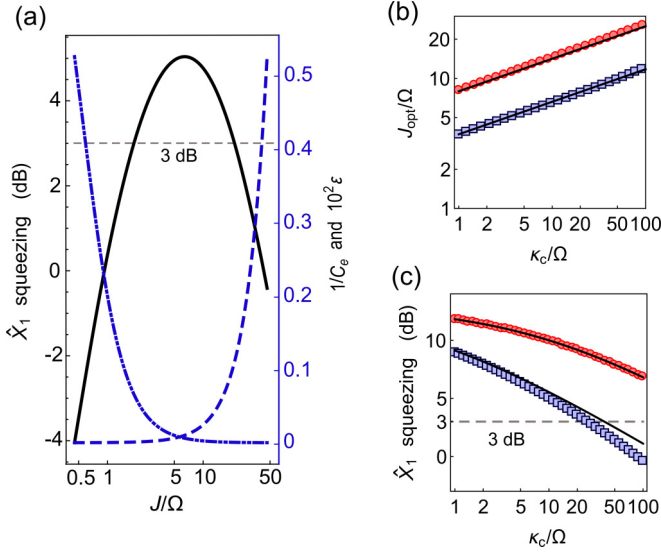 (a)
X̂₁ squeezing (dB)
4
2
0
-2
-4
3 dB
0.5
0.4
0.3
0.2
0.1
0
1/Cₑ and 10²ε
0.5 1 5 10 50
J/Ω
(b)
J_opt/Ω
20
10
5
2
1
1 2 5 10 20 50 100
κ_c/Ω
(c)
X̂₁ squeezing (dB)
10
5
3
0
3 dB
1 2 5 10 20 50 100
κ_c/Ω